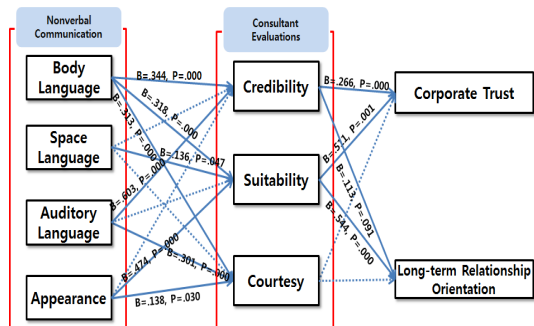 Nonverbal
Communication
Consultant
Evaluations
Body
Language
Space
Language
Auditory
Language
Appearance
Credibility
Suitability
Courtesy
Corporate Trust
Long-term Relationship
Orientation
B=.344, P=.000
B=.318, P=.000
B=.313, P=.000
B=.136, P=.047
B=.603, P=.000
B=.301, P=.000
B=.474, P=.000
B=.138, P=.030
B=.266, P=.000
B=.511, P=.001
B=.113, P=.091
B=.544, P=.000